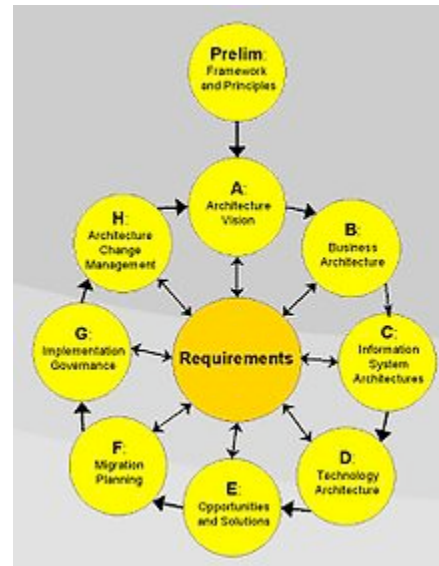 Prelim:
Framework
and Principles
A:
Architecture
Vision
H:
Architecture
Change
Management
B:
Business
Architecture
G:
Implementation
Governance
Requirements
C:
Information
System
Architectures
F:
Migration
Planning
D:
Technology
Architecture
E:
Opportunities
and Solutions